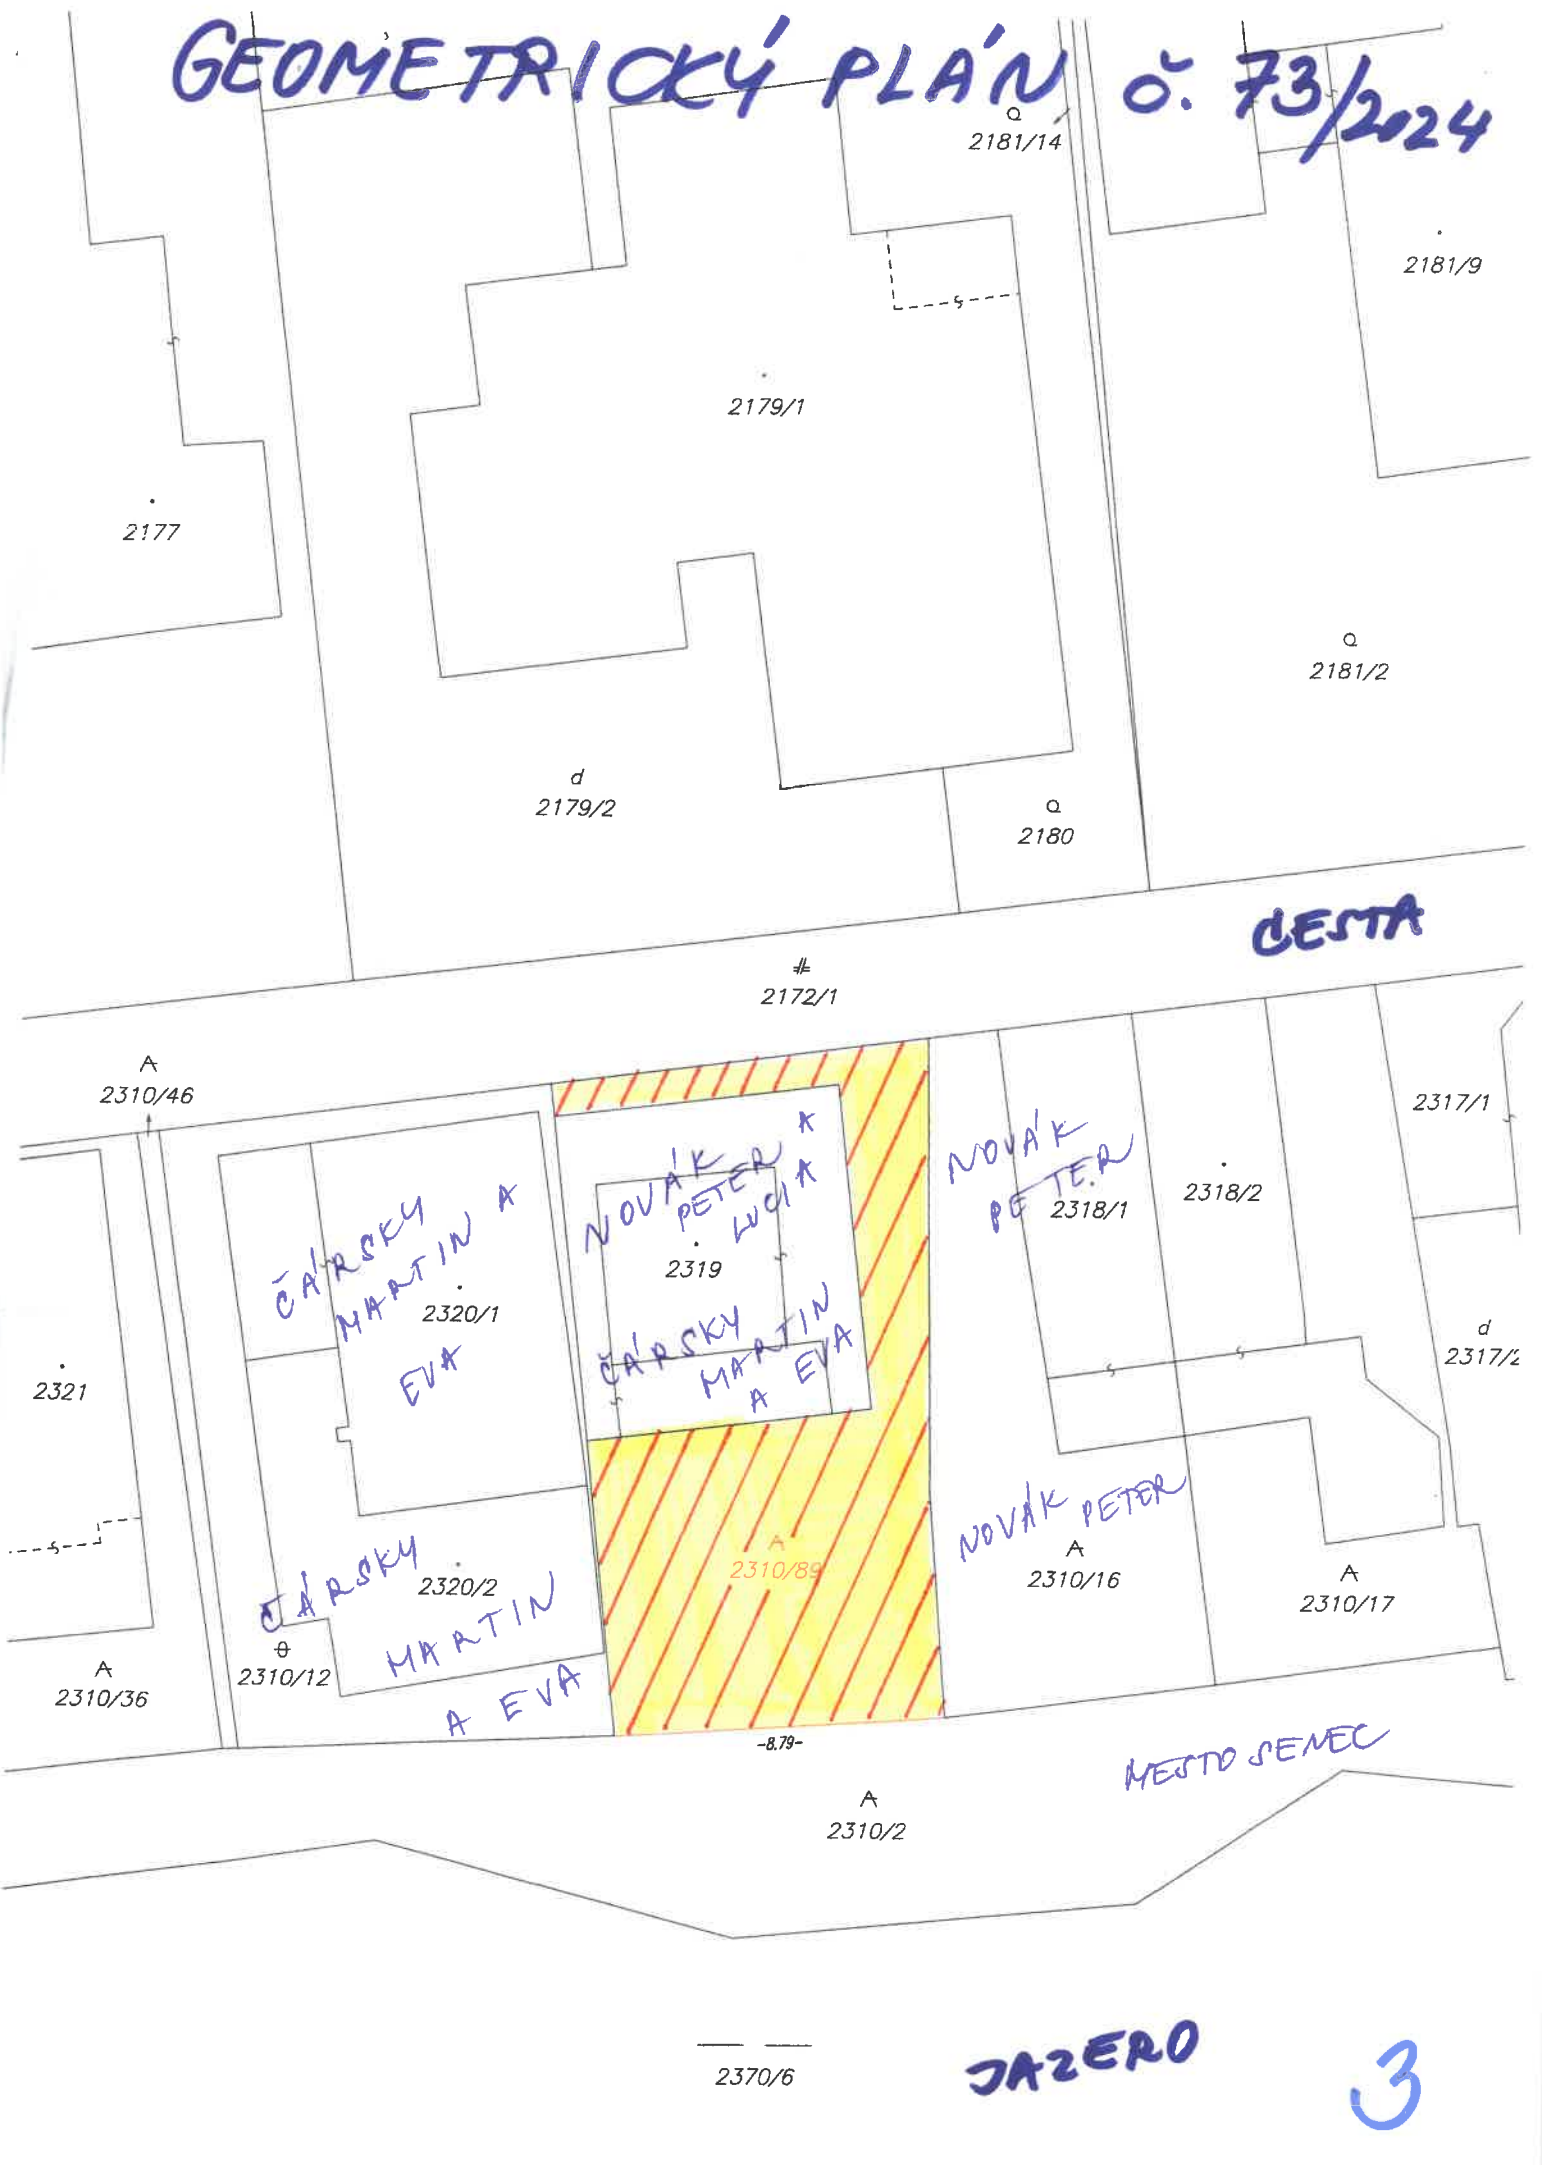 GEOMETRICKÝ PLÁN č. 73/2024
2181/14
2181/9
2179/1
2177
2181/2
d
2179/2
2180
CESTA
2172/1
A
2310/46
2317/1
NOVÁK
PETER A
LUCIA
NOVÁK
PETER
2318/1
2318/2
ČÁRSKY
MARTIN A
EVA
2320/1
2319
ČÁRSKY
MARTIN
A EVA
d
2317/2
2321
NOVÁK PETER
A
2310/89
A
2310/16
A
2310/17
ČÁRSKY
2320/2
MARTIN
A EVA
2310/12
A
2310/36
-8.79-
MESTO SENEC
A
2310/2
2370/6
JAZERO
3